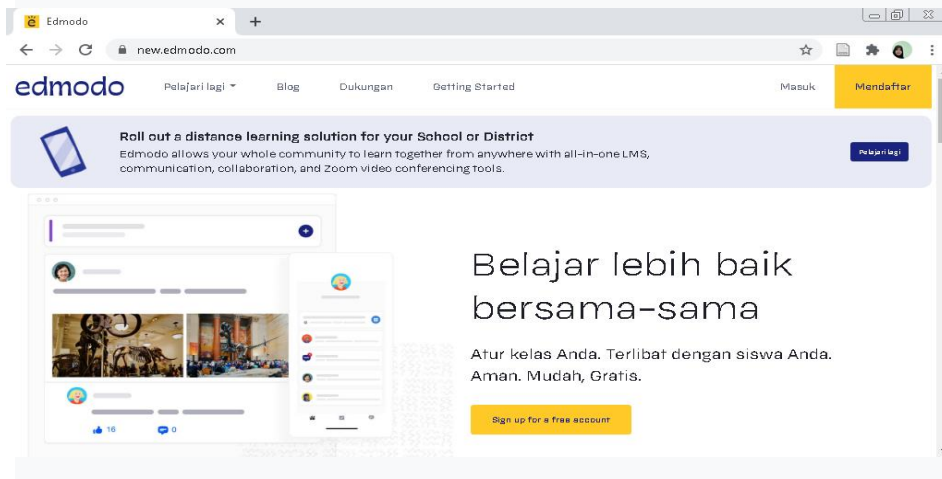 Edmodo
new.edmodo.com
edmodo Pelajari lagi Blog Dukungan Getting Started Masuk Mendaftar
Roll out a distance learning solution for your School or District
Edmodo allows your whole community to learn together from anywhere with all-in-one LMS,
communication, collaboration, and Zoom video conferencing tools.
Pelajari lagi
Belajar lebih baik
bersama-sama
Atur kelas Anda. Terlibat dengan siswa Anda.
Aman. Mudah, Gratis.
Sign up for a free account
16 0